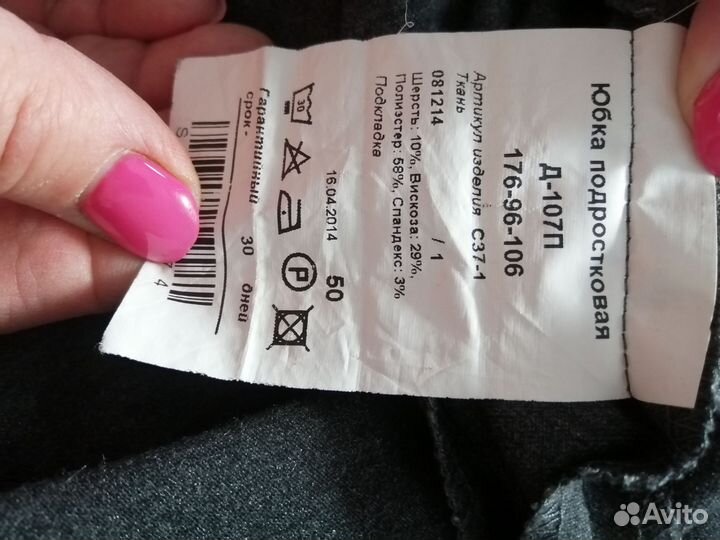 Юбка подростковая
Д-107П
176-96-106
Артикул изделия С37-1
Ткань
081214 / 1
Шерсть: 10%, Вискоза: 29%,
Полиэстер: 58%, Спандекс: 3%
Подкладка
50
16.04.2014
30
P
Гарантийный 30 дней
срок -
S
4
Avito